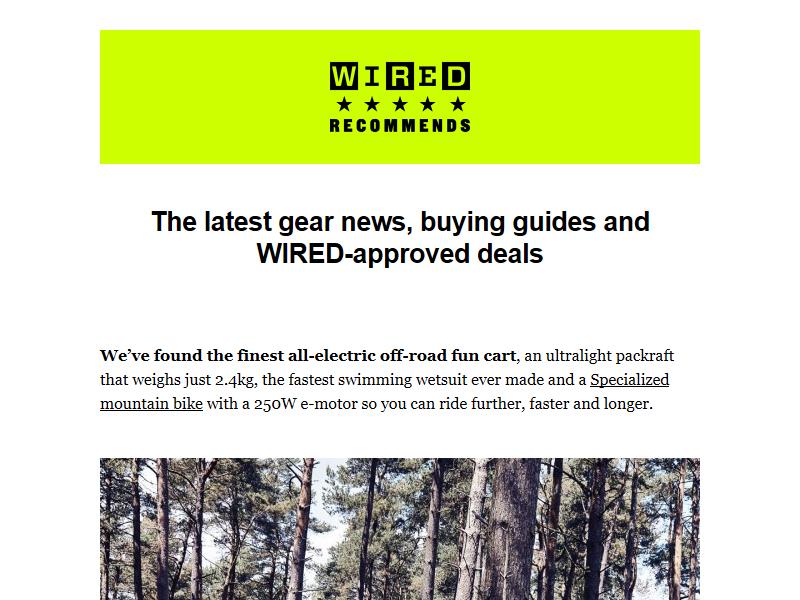 WIRED
RECOMMENDS
The latest gear news, buying guides and
WIRED-approved deals
We’ve found the finest all-electric off-road fun cart, an ultralight packraft
that weighs just 2.4kg, the fastest swimming wetsuit ever made and a Specialized
mountain bike with a 250W e-motor so you can ride further, faster and longer.